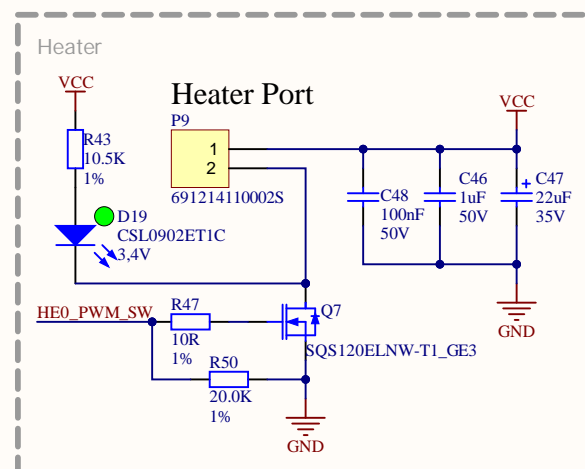 Heater
VCC
Heater Port
VCC
P9
R43
10.5K
1%
1
2
691214110002S
D19
CSL0902ET1C
3,4V
C48
100nF
50V
C46
1uF
50V
+
C47
22uF
35V
HE0_PWM_SW
R47
10R
1%
Q7
SQS120ELNW-T1_GE3
GND
R50
20.0K
1%
GND